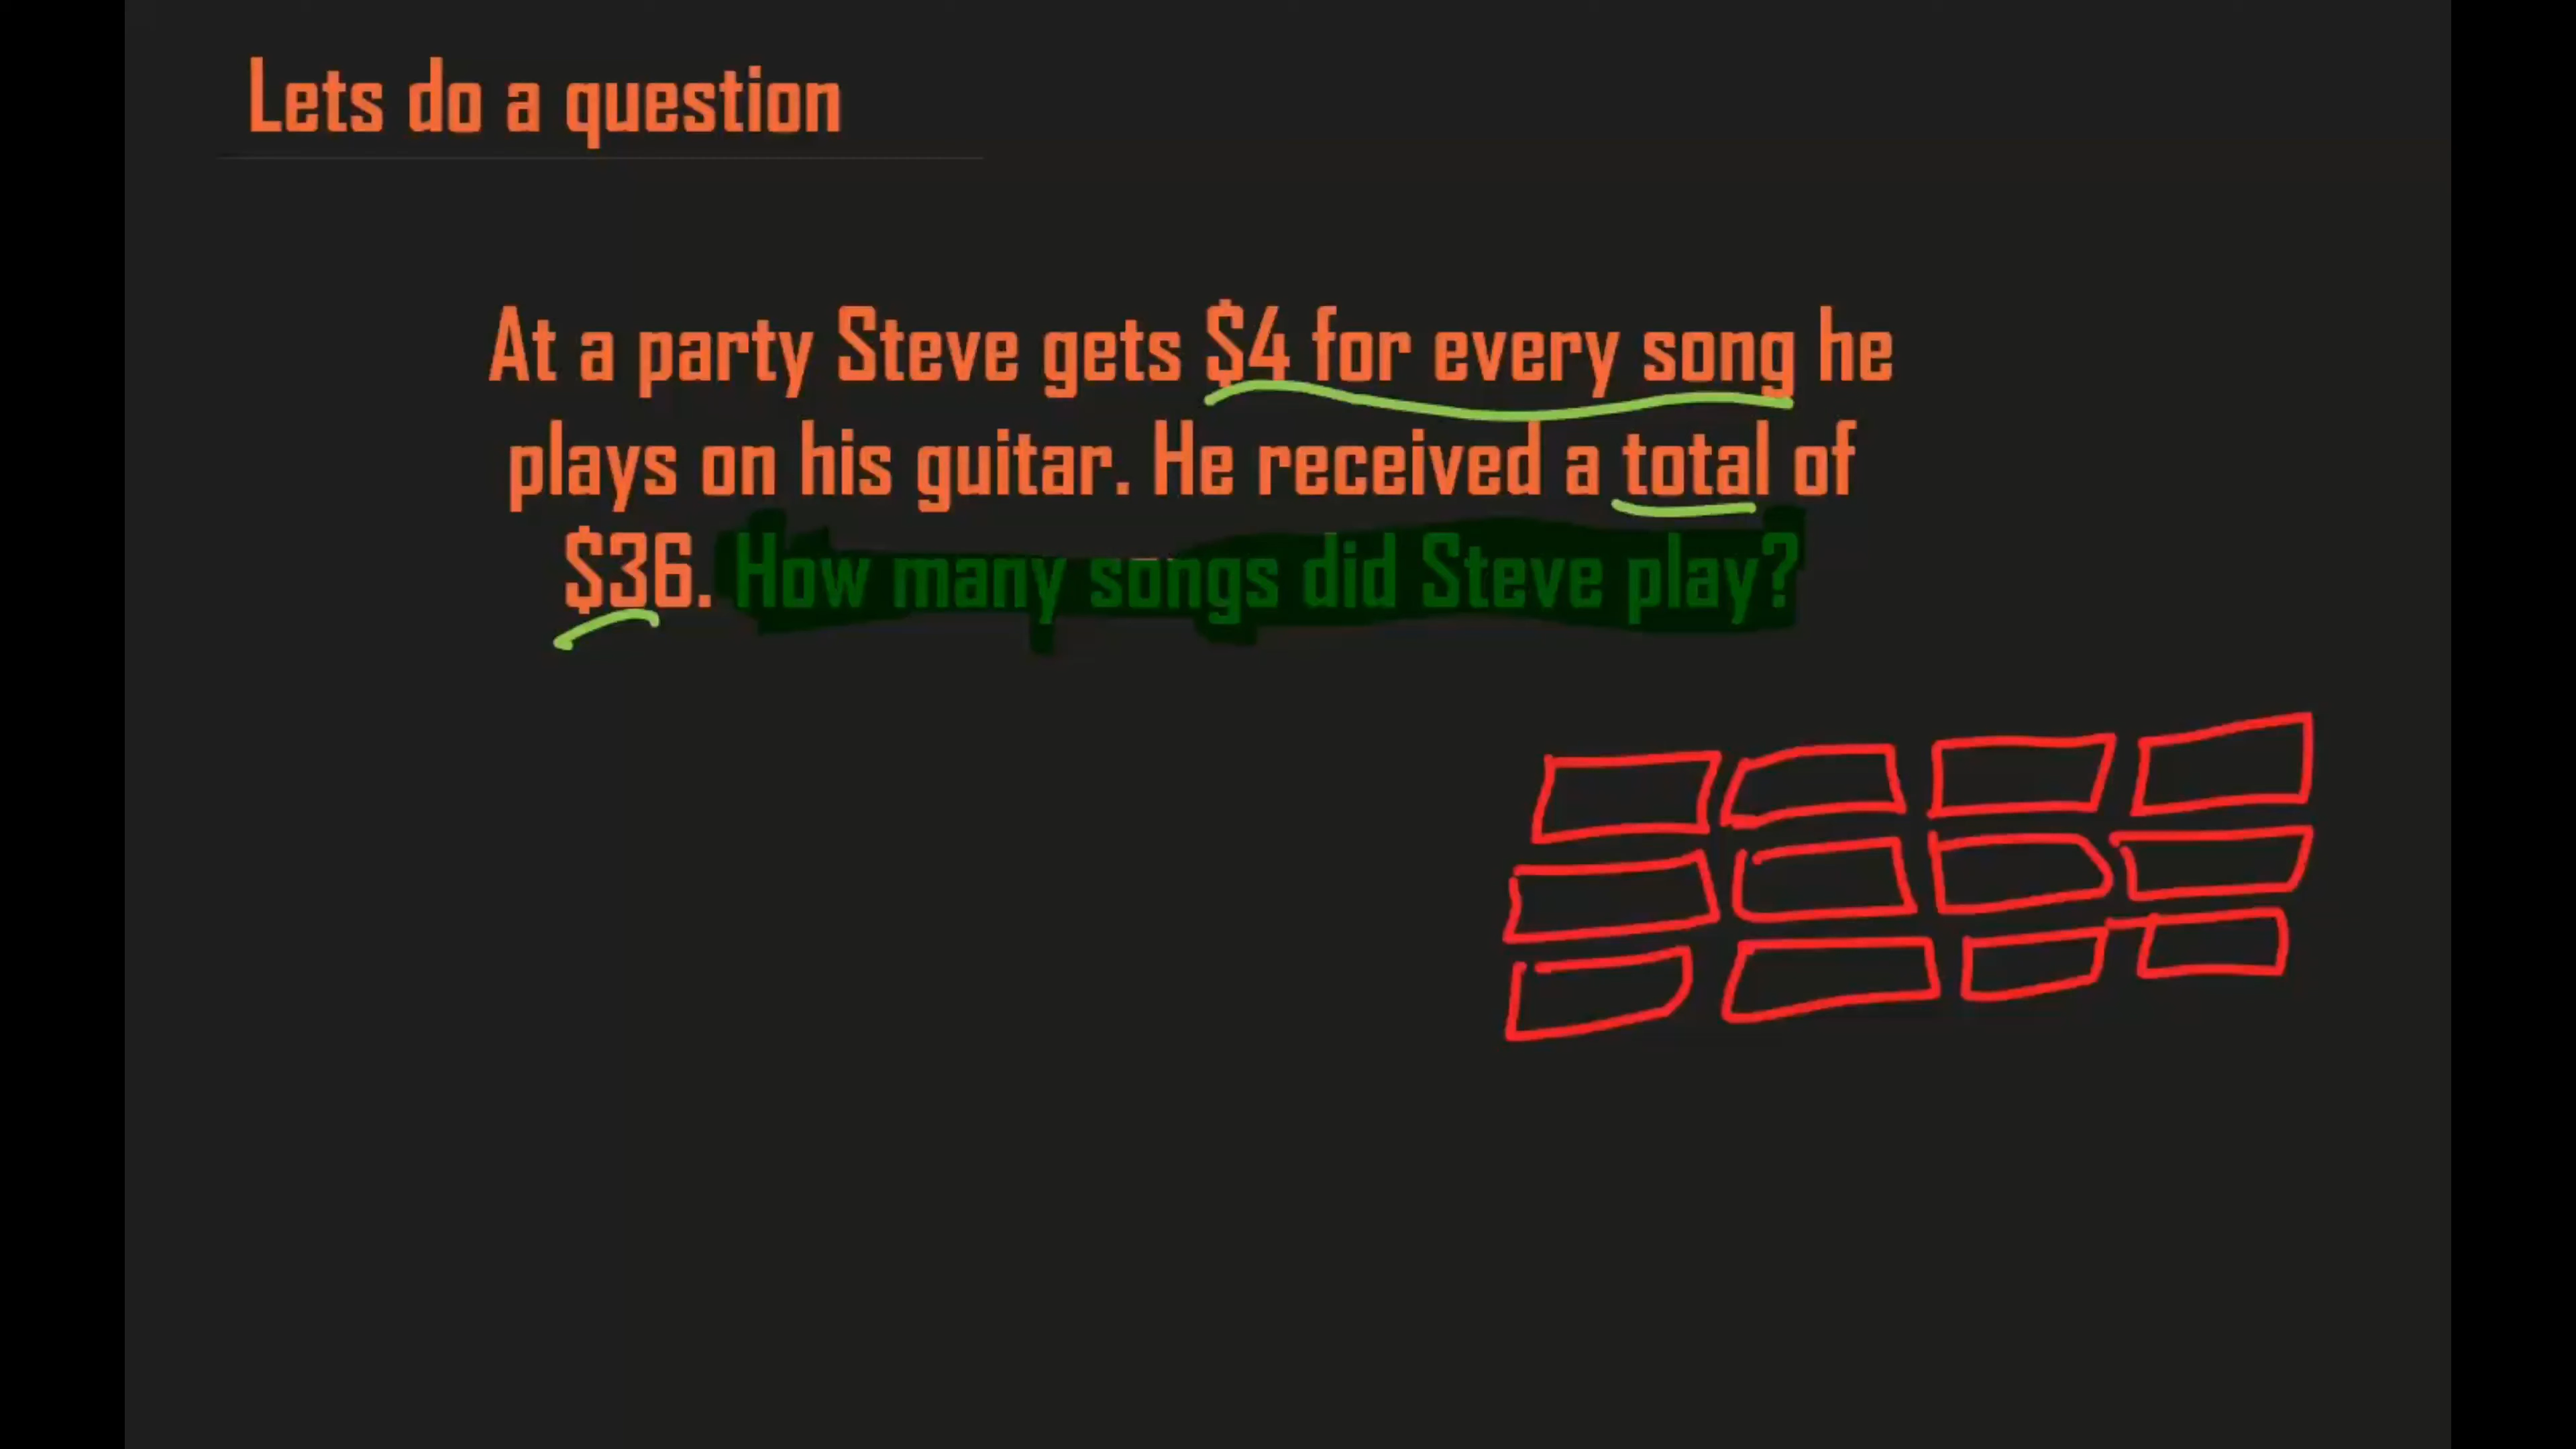 Lets do a question
At a party Steve gets $4 for every song he
plays on his guitar. He received a total of
$36. How many songs did Steve play?